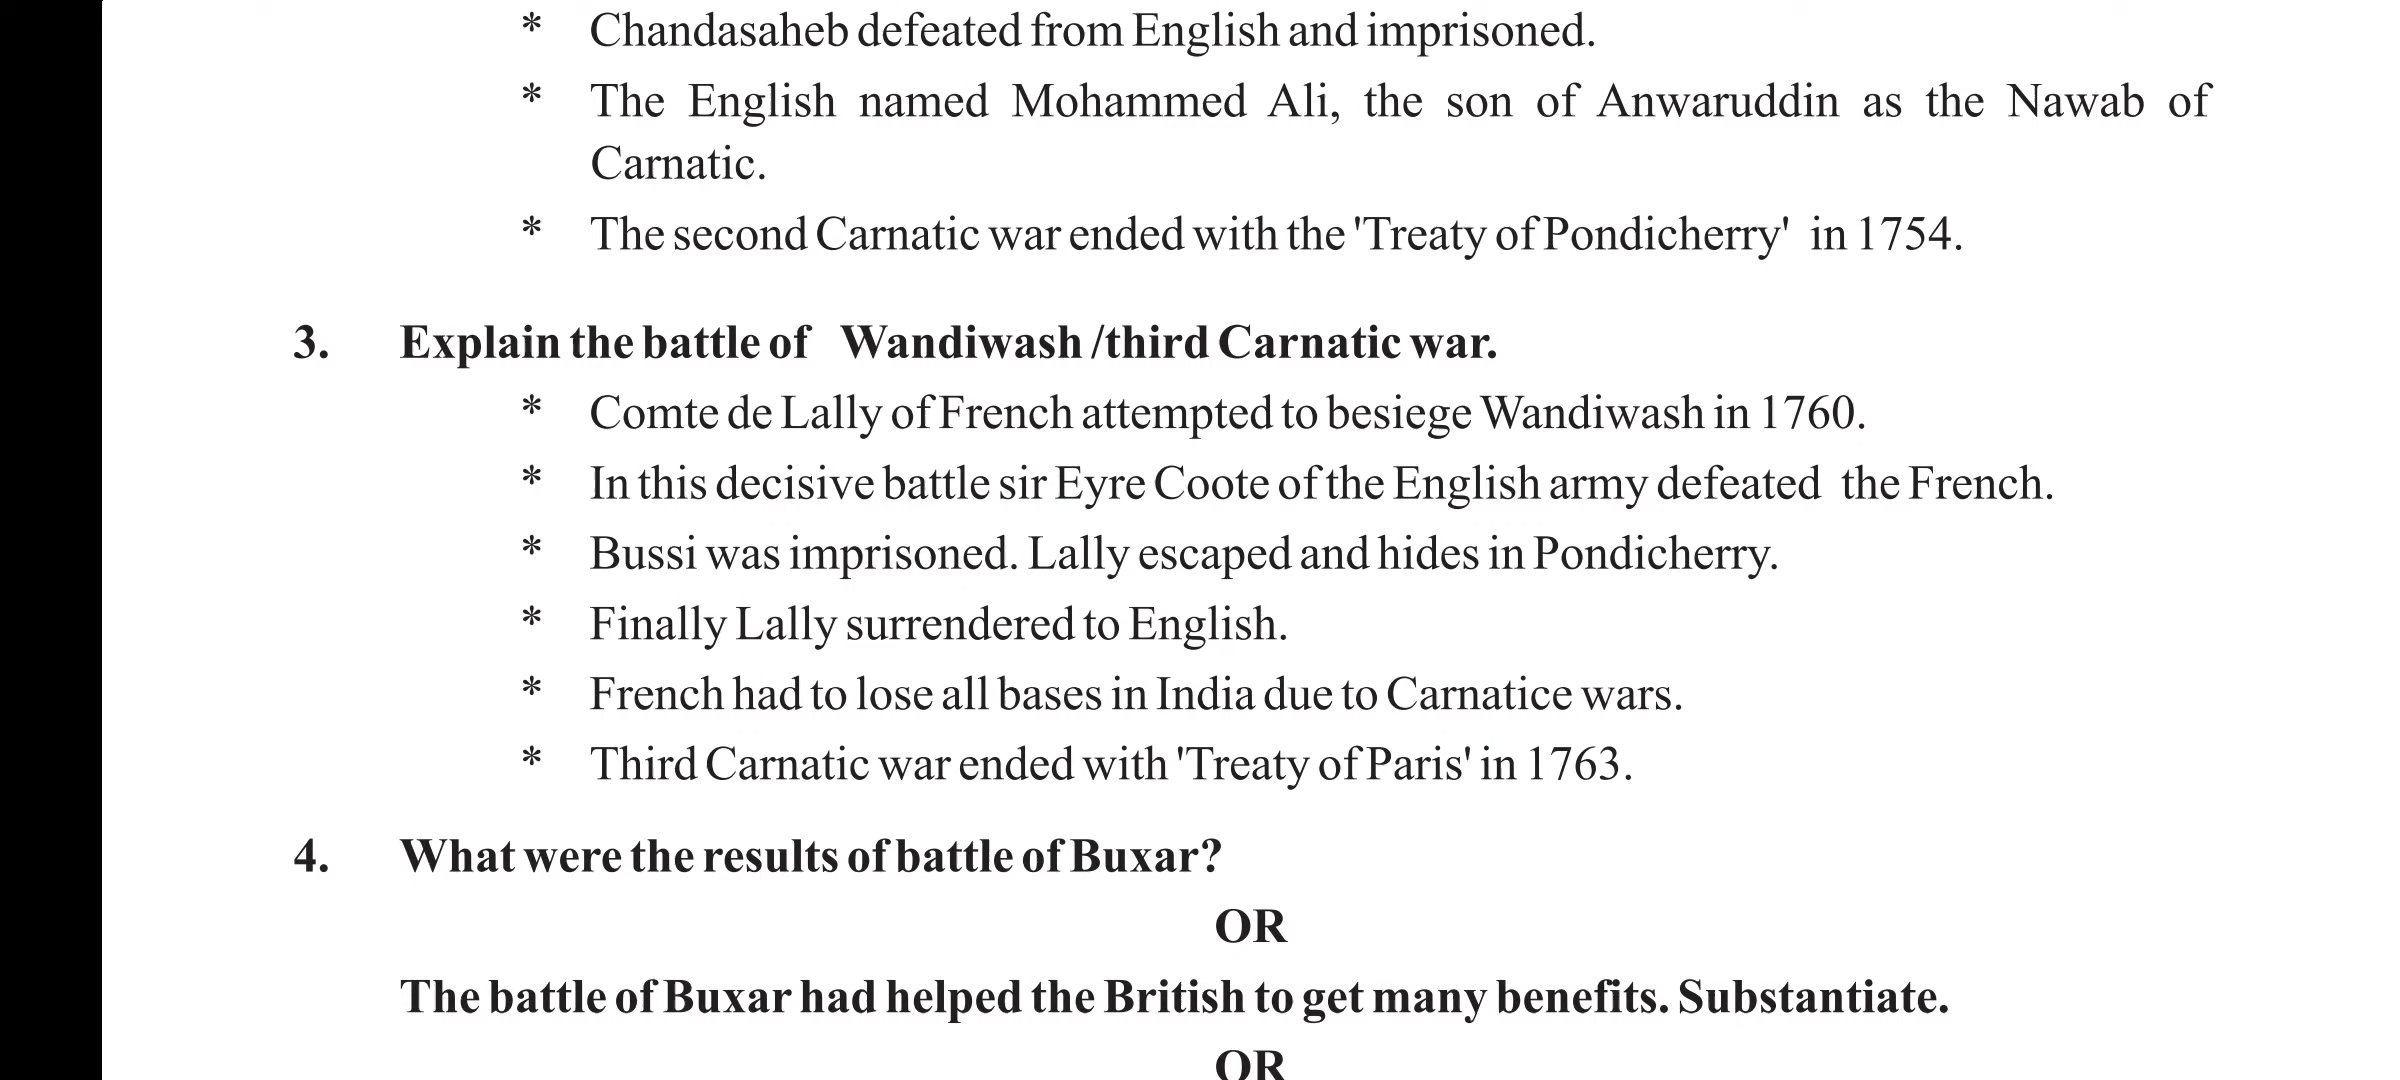 * Chandasaheb defeated from English and imprisoned.
* The English named Mohammed Ali, the son of Anwaruddin as the Nawab of
Carnatic.
* The second Carnatic war ended with the 'Treaty of Pondicherry' in 1754.
3. Explain the battle of Wandiwash /third Carnatic war.
* Comte de Lally of French attempted to besiege Wandiwash in 1760.
* In this decisive battle sir Eyre Coote of the English army defeated the French.
* Bussi was imprisoned. Lally escaped and hides in Pondicherry.
* Finally Lally surrendered to English.
* French had to lose all bases in India due to Carnatice wars.
* Third Carnatic war ended with 'Treaty of Paris' in 1763.
4. What were the results of battle of Buxar?
OR
The battle of Buxar had helped the British to get many benefits. Substantiate.
OR